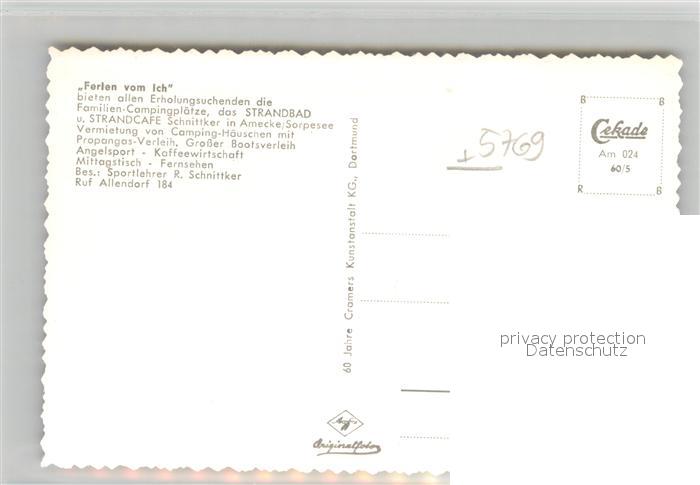 „Ferien vom Ich"
bieten allen Erholungsuchenden die
Familien-Campingplätze, das STRANDBAD
u. STRANDCAFE Schnittker in Amecke/Sorpesee
Vermietung von Camping-Häuschen mit
Propangas-Verleih. Großer Bootsverleih
Angelsport - Kaffeewirtschaft
Mittagstisch - Fernsehen
Bes.: Sportlehrer R. Schnittker
Ruf Allendorf 184
60 Jahre Cramers Kunstanstalt KG., Dortmund
5769
B B
Cekade
Am 024
60/5
R B
privacy protection
Datenschutz
Agfa
Originalfoto